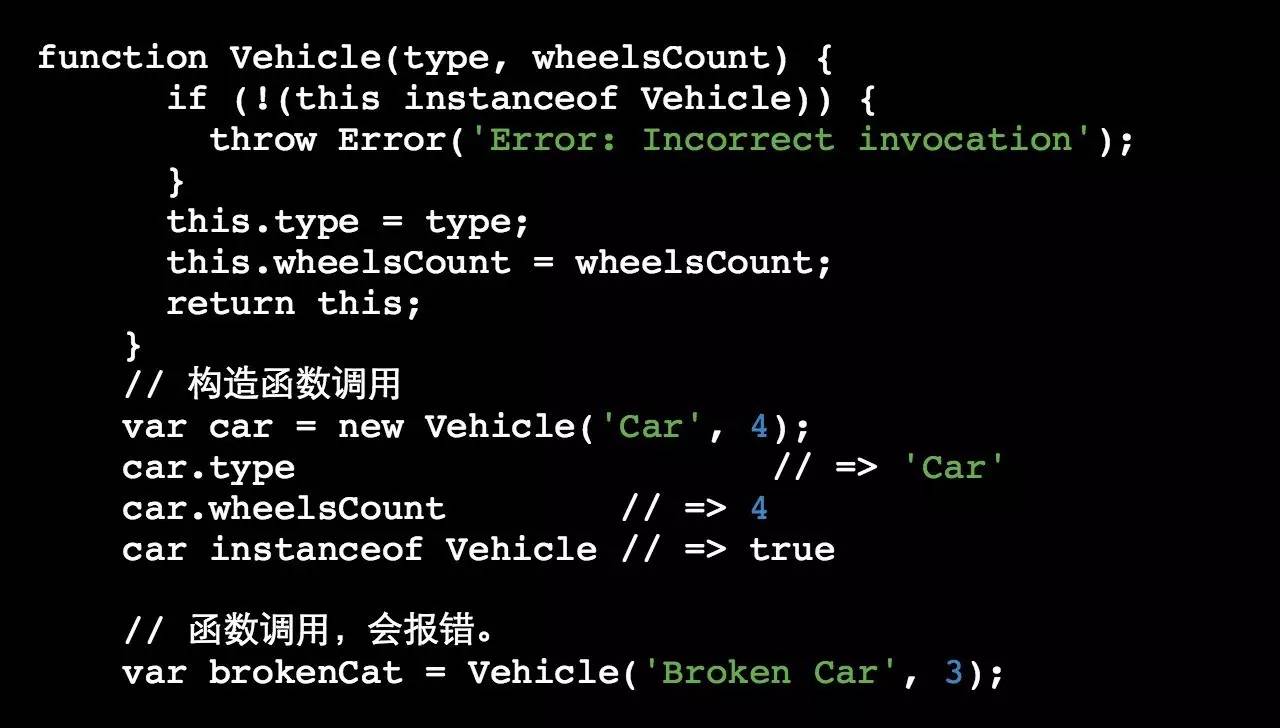 function Vehicle(type, wheelsCount) {
if (!(this instanceof Vehicle)) {
throw Error('Error: Incorrect invocation');
}
this.type = type;
this.wheelsCount = wheelsCount;
return this;
}
// 构造函数调用
var car = new Vehicle('Car', 4);
car.type // => 'Car'
car.wheelsCount // => 4
car instanceof Vehicle // => true
// 函数调用，会报错。
var brokenCat = Vehicle('Broken Car', 3);